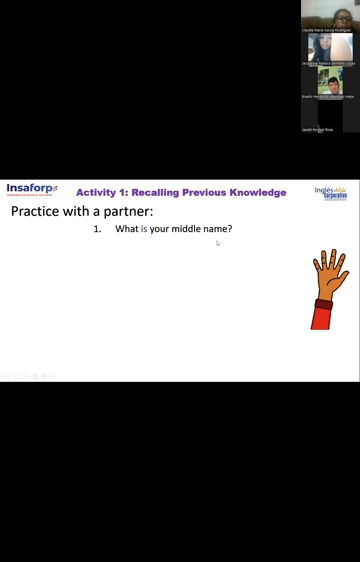 Insaforp
Activity 1: Recalling Previous Knowledge
Inglés
corporativo
Practice with a partner:
1. What is your middle name?